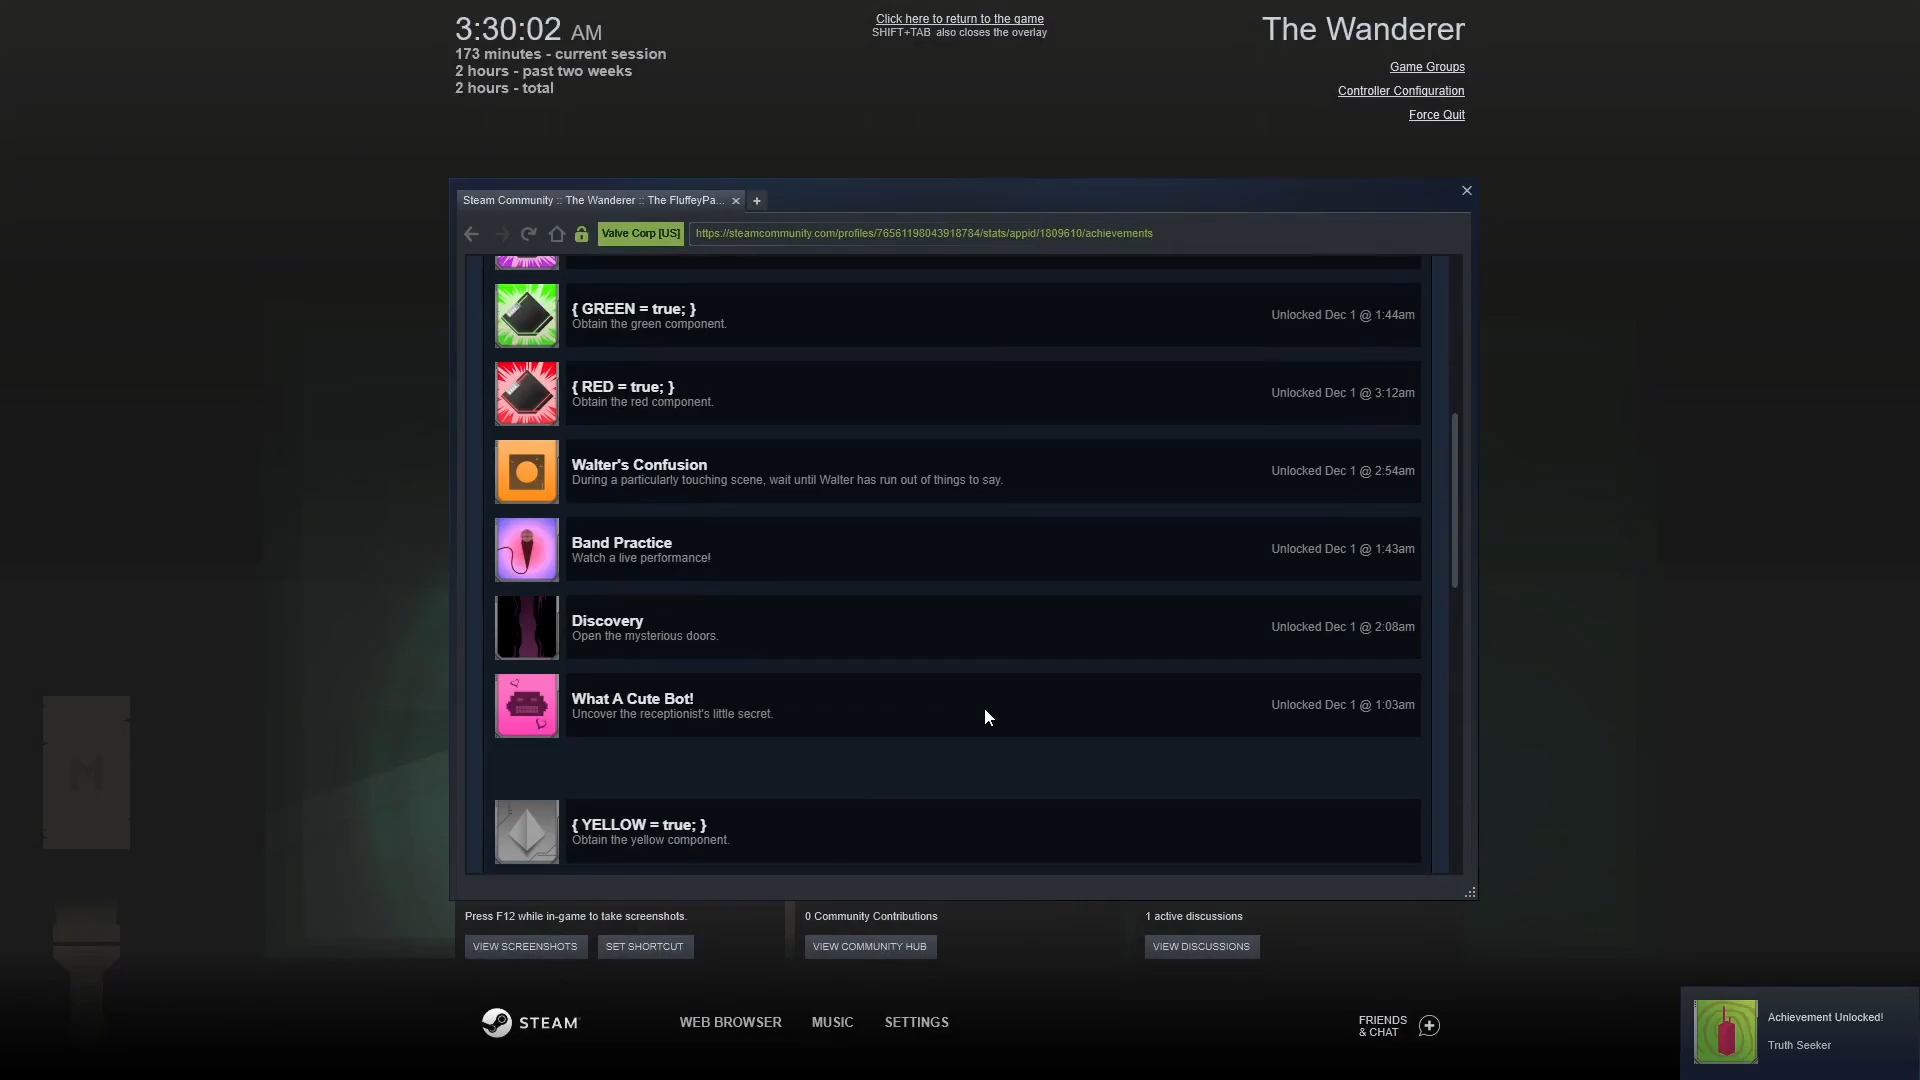 3:30:02 AM
173 minutes - current session
2 hours - past two weeks
2 hours - total
Click here to return to the game
SHIFT+TAB also closes the overlay
The Wanderer
Game Groups
Controller Configuration
Force Quit
Steam Community :: The Wanderer :: The FluffeyPa...
Valve Corp [US]
https://steamcommunity.com/profiles/76561198043918784/stats/appid/1809610/achievements
{ GREEN = true; }
Obtain the green component.
Unlocked Dec 1 @ 1:44am
{ RED = true; }
Obtain the red component.
Unlocked Dec 1 @ 3:12am
Walter's Confusion
During a particularly touching scene, wait until Walter has run out of things to say.
Unlocked Dec 1 @ 2:54am
Band Practice
Watch a live performance!
Unlocked Dec 1 @ 1:43am
Discovery
Open the mysterious doors.
Unlocked Dec 1 @ 2:08am
What A Cute Bot!
Uncover the receptionist's little secret.
Unlocked Dec 1 @ 1:03am
{ YELLOW = true; }
Obtain the yellow component.
M
Press F12 while in-game to take screenshots.
VIEW SCREENSHOTS
SET SHORTCUT
0 Community Contributions
VIEW COMMUNITY HUB
1 active discussions
VIEW DISCUSSIONS
STEAM
WEB BROWSER
MUSIC
SETTINGS
FRIENDS
& CHAT
Achievement Unlocked!
Truth Seeker